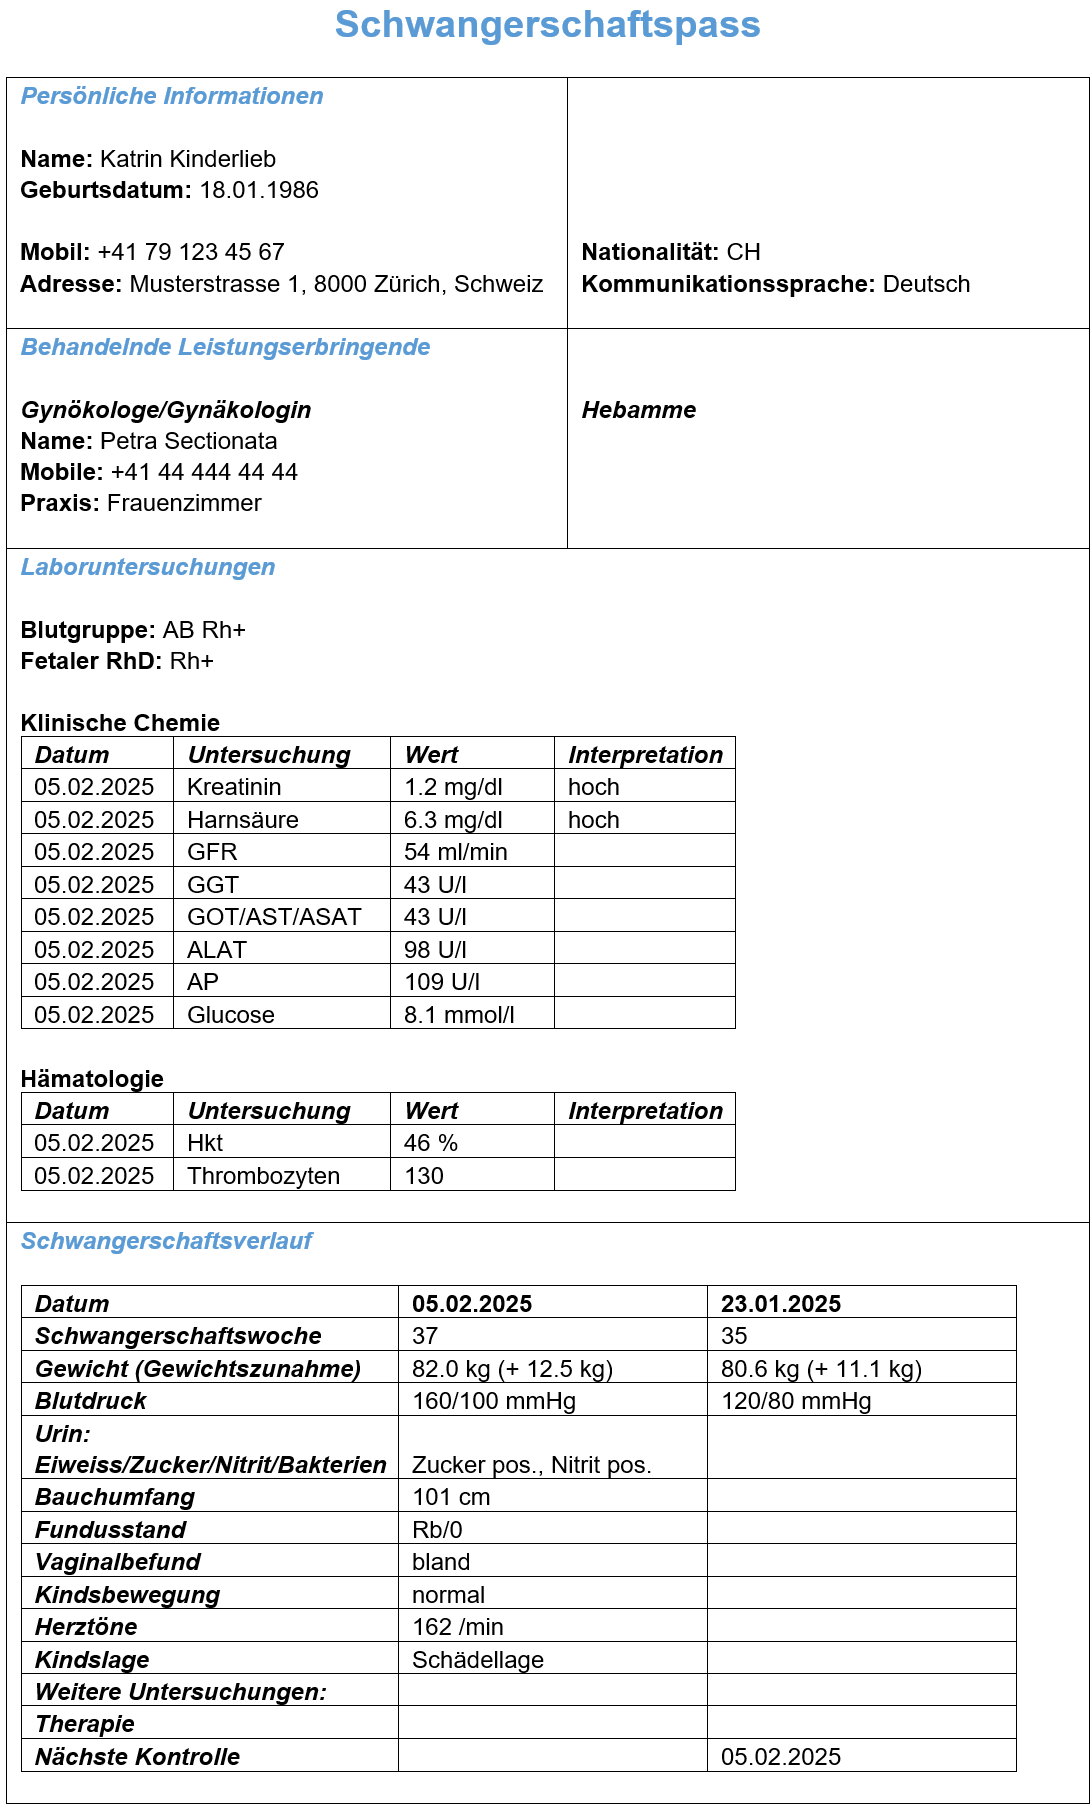 Schwangerschaftspass
Persönliche Informationen
Name: Katrin Kinderlieb
Geburtsdatum: 18.01.1986
Mobil: +41 79 123 45 67
Adresse: Musterstrasse 1, 8000 Zürich, Schweiz
Nationalität: CH
Kommunikationssprache: Deutsch
Behandelnde Leistungserbringende
Gynökologe/Gynäkologin
Name: Petra Sectionata
Mobile: +41 44 444 44 44
Praxis: Frauenzimmer
Hebamme
Laboruntersuchungen
Blutgruppe: AB Rh+
Fetaler RhD: Rh+
Klinische Chemie
Datum Untersuchung Wert Interpretation
05.02.2025 Kreatinin 1.2 mg/dl hoch
05.02.2025 Harnsäure 6.3 mg/dl hoch
05.02.2025 GFR 54 ml/min
05.02.2025 GGT 43 U/l
05.02.2025 GOT/AST/ASAT 43 U/l
05.02.2025 ALAT 98 U/l
05.02.2025 AP 109 U/l
05.02.2025 Glucose 8.1 mmol/l
Hämatologie
Datum Untersuchung Wert Interpretation
05.02.2025 Hkt 46 %
05.02.2025 Thrombozyten 130
Schwangerschaftsverlauf
Datum 05.02.2025 23.01.2025
Schwangerschaftswoche 37 35
Gewicht (Gewichtszunahme) 82.0 kg (+ 12.5 kg) 80.6 kg (+ 11.1 kg)
Blutdruck 160/100 mmHg 120/80 mmHg
Urin:
Eiweiss/Zucker/Nitrit/Bakterien Zucker pos., Nitrit pos.
Bauchumfang 101 cm
Fundusstand Rb/0
Vaginalbefund bland
Kindsbewegung normal
Herztöne 162 /min
Kindslage Schädellage
Weitere Untersuchungen:
Therapie
Nächste Kontrolle 05.02.2025